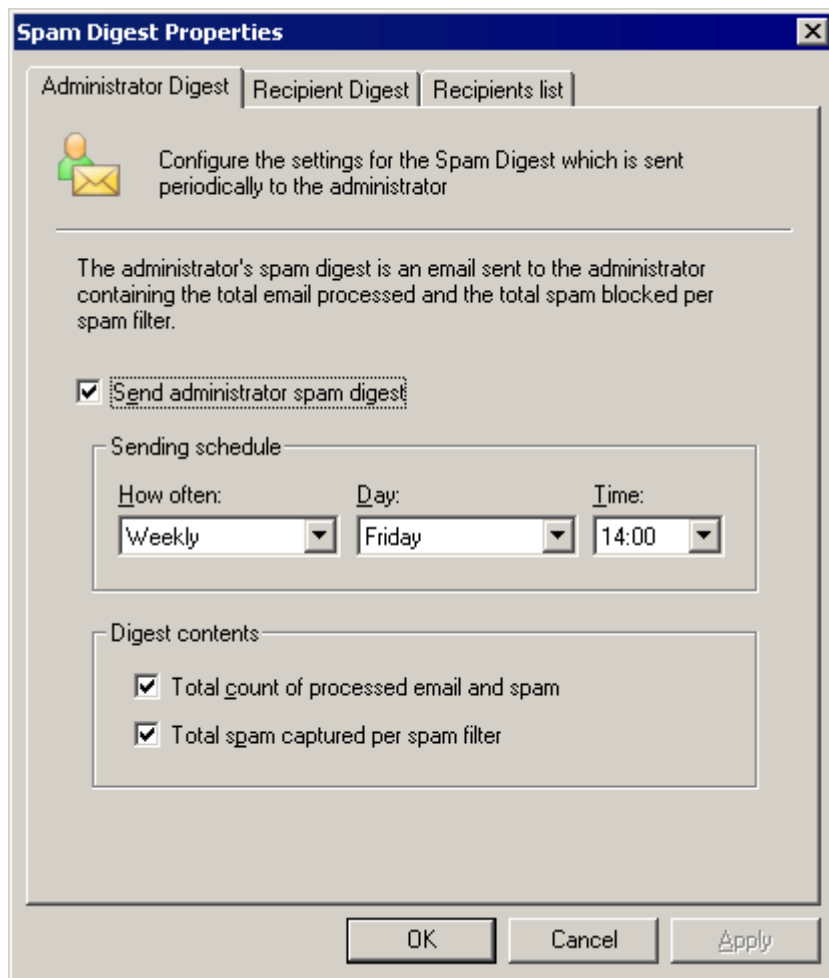 Spam Digest Properties
Administrator Digest
Recipient Digest
Recipients list
Configure the settings for the Spam Digest which is sent
periodically to the administrator
The administrator's spam digest is an email sent to the administrator
containing the total email processed and the total spam blocked per
spam filter.
Send administrator spam digest
Sending schedule
How often:
Day:
Time:
Weekly
Friday
14:00
Digest contents
Total count of processed email and spam
Total spam captured per spam filter
OK
Cancel
Apply